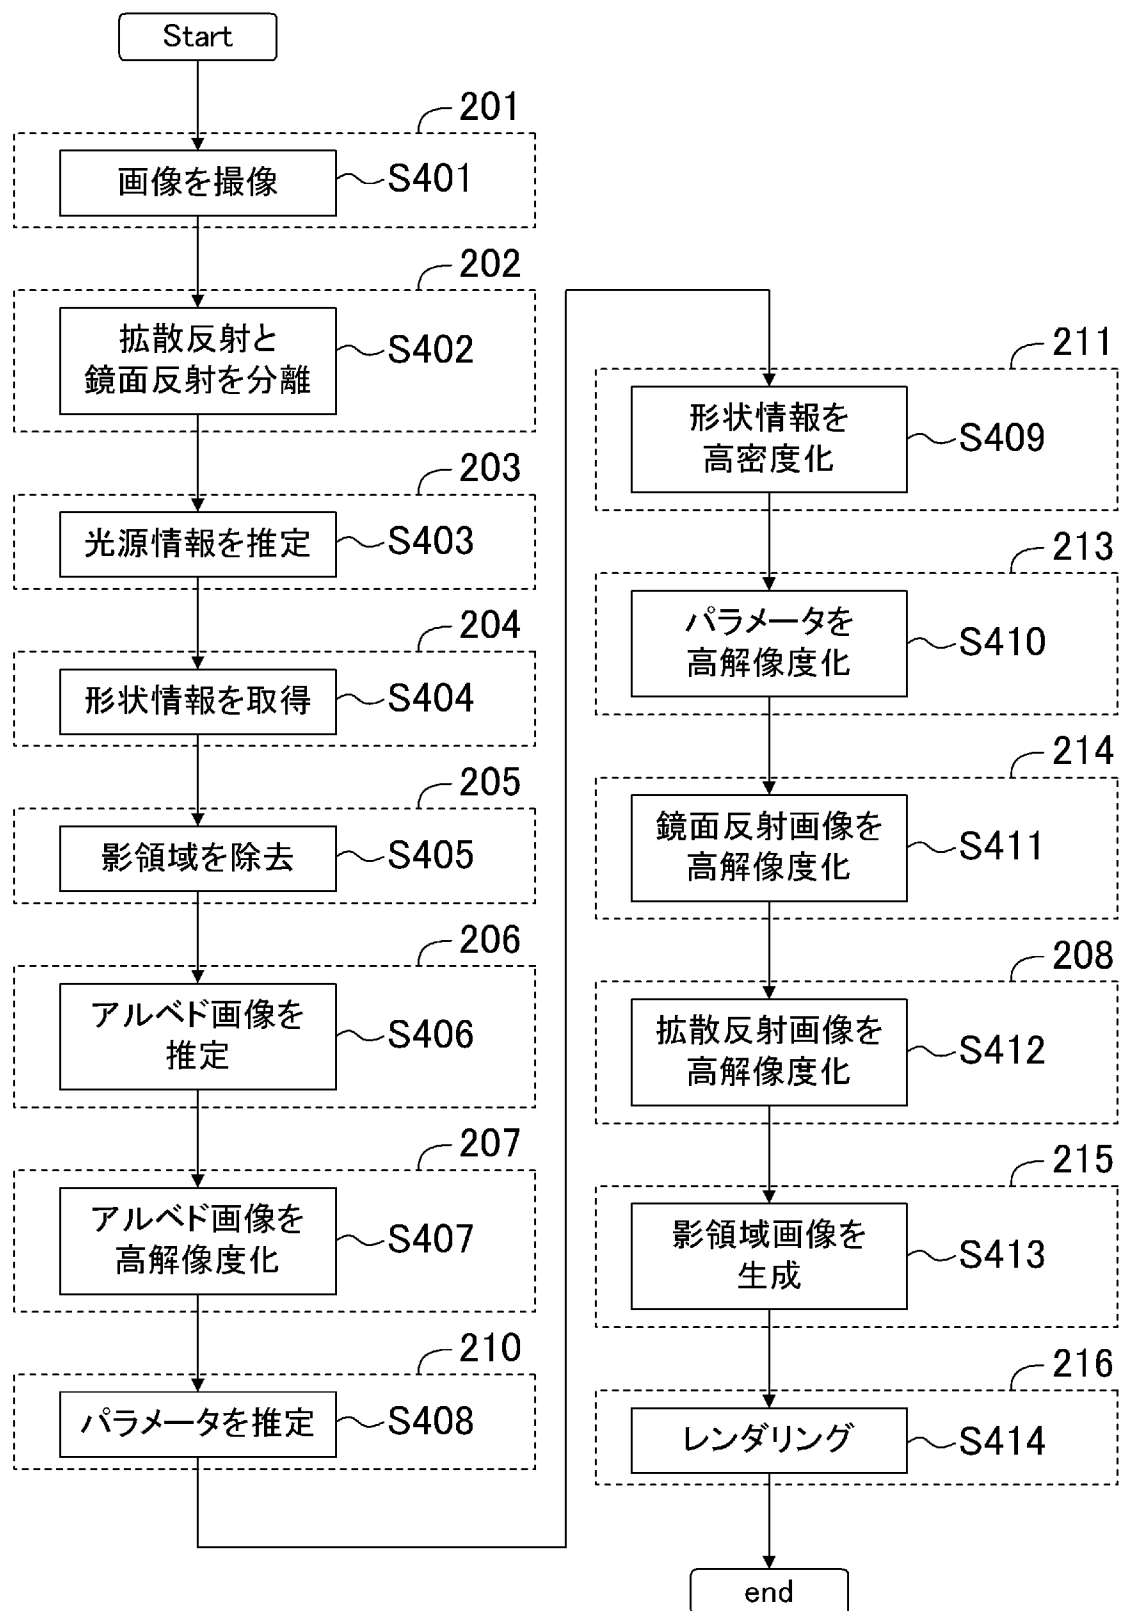 Start
201
画像を撮像
S401
202
拡散反射と
鏡面反射を分離
S402
203
光源情報を推定
S403
204
形状情報を取得
S404
205
影領域を除去
S405
206
アルベド画像を
推定
S406
207
アルベド画像を
高解像度化
S407
210
パラメータを推定
S408
211
形状情報を
高密度化
S409
213
パラメータを
高解像度化
S410
214
鏡面反射画像を
高解像度化
S411
208
拡散反射画像を
高解像度化
S412
215
影領域画像を
生成
S413
216
レンダリング
S414
end